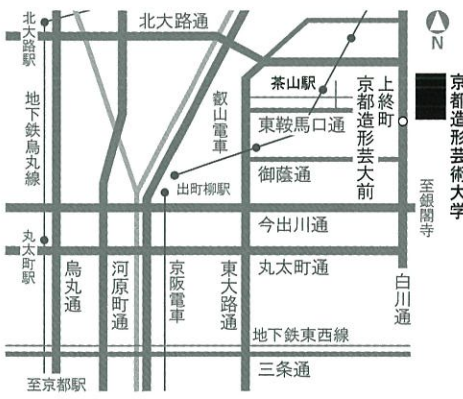 北大路通
北大路駅
N
茶山駅
上終町
京都造形芸大前
京都造形芸術大学
叡山電車
東鞍馬口通
地下鉄烏丸線
御蔭通
出町柳駅
至銀閣寺
今出川通
丸太町駅
烏丸通
河原町通
京阪電車
東大路通
丸太町通
白川通
地下鉄東西線
三条通
至京都駅